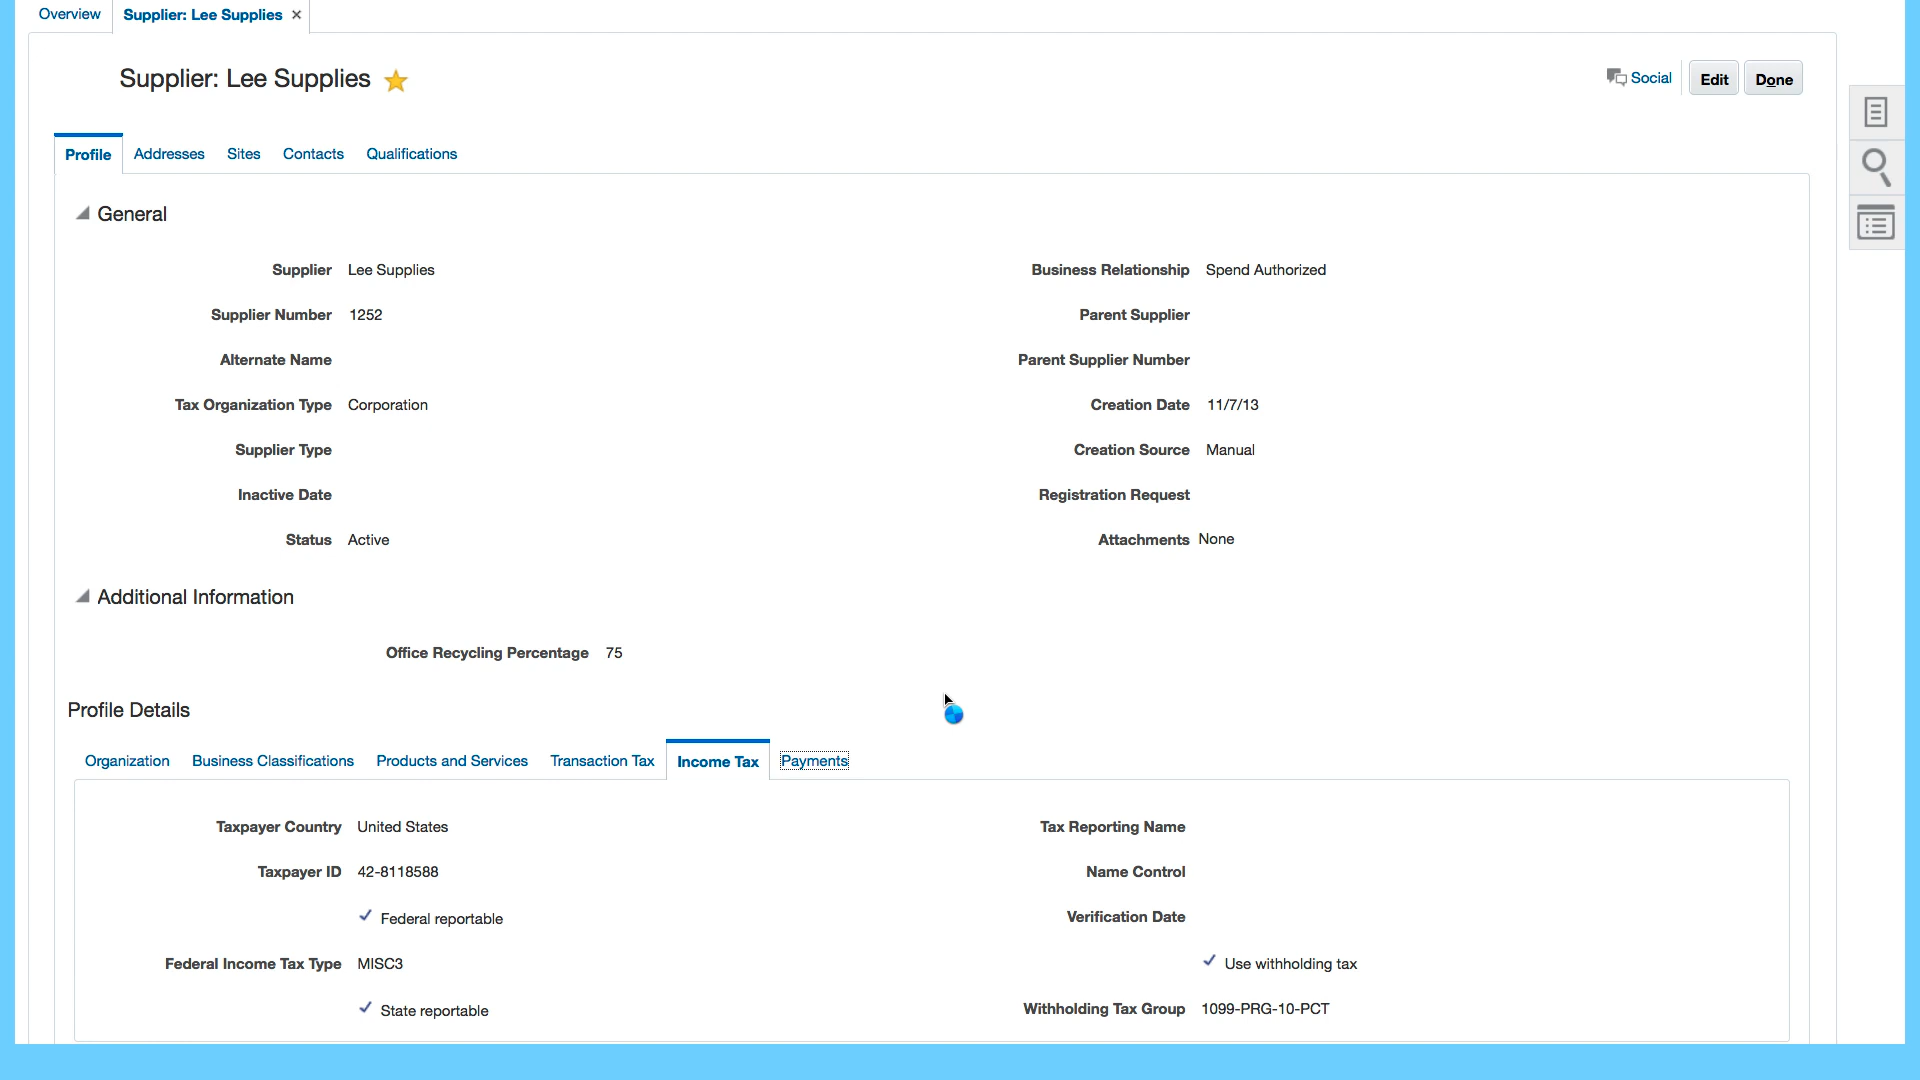 Overview Supplier: Lee Supplies ×
Supplier: Lee Supplies
Social Edit Done
Profile Addresses Sites Contacts Qualifications
General
Supplier Lee Supplies
Business Relationship Spend Authorized
Supplier Number 1252
Parent Supplier
Alternate Name
Parent Supplier Number
Tax Organization Type Corporation
Creation Date 11/7/13
Supplier Type
Creation Source Manual
Inactive Date
Registration Request
Status Active
Attachments None
Additional Information
Office Recycling Percentage 75
Profile Details
Organization Business Classifications Products and Services Transaction Tax Income Tax Payments
Taxpayer Country United States
Tax Reporting Name
Taxpayer ID 42-8118588
Name Control
Federal reportable
Verification Date
Federal Income Tax Type MISC3
Use withholding tax
State reportable
Withholding Tax Group 1099-PRG-10-PCT